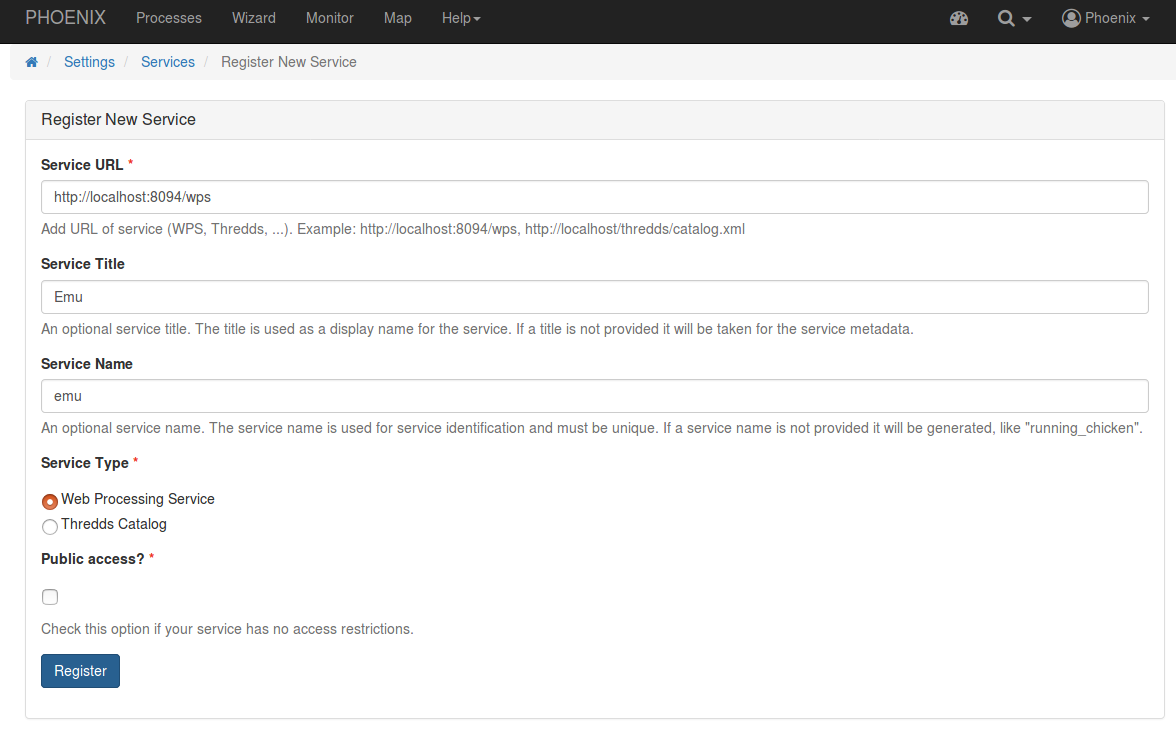 PHOENIX Processes Wizard Monitor Map Help Phoenix
/ Settings / Services / Register New Service
Register New Service
Service URL *
http://localhost:8094/wps
Add URL of service (WPS, Thredds, ...). Example: http://localhost:8094/wps, http://localhost/thredds/catalog.xml
Service Title
Emu
An optional service title. The title is used as a display name for the service. If a title is not provided it will be taken for the service metadata.
Service Name
emu
An optional service name. The service name is used for service identification and must be unique. If a service name is not provided it will be generated, like "running_chicken".
Service Type *
Web Processing Service
Thredds Catalog
Public access? *
Check this option if your service has no access restrictions.
Register